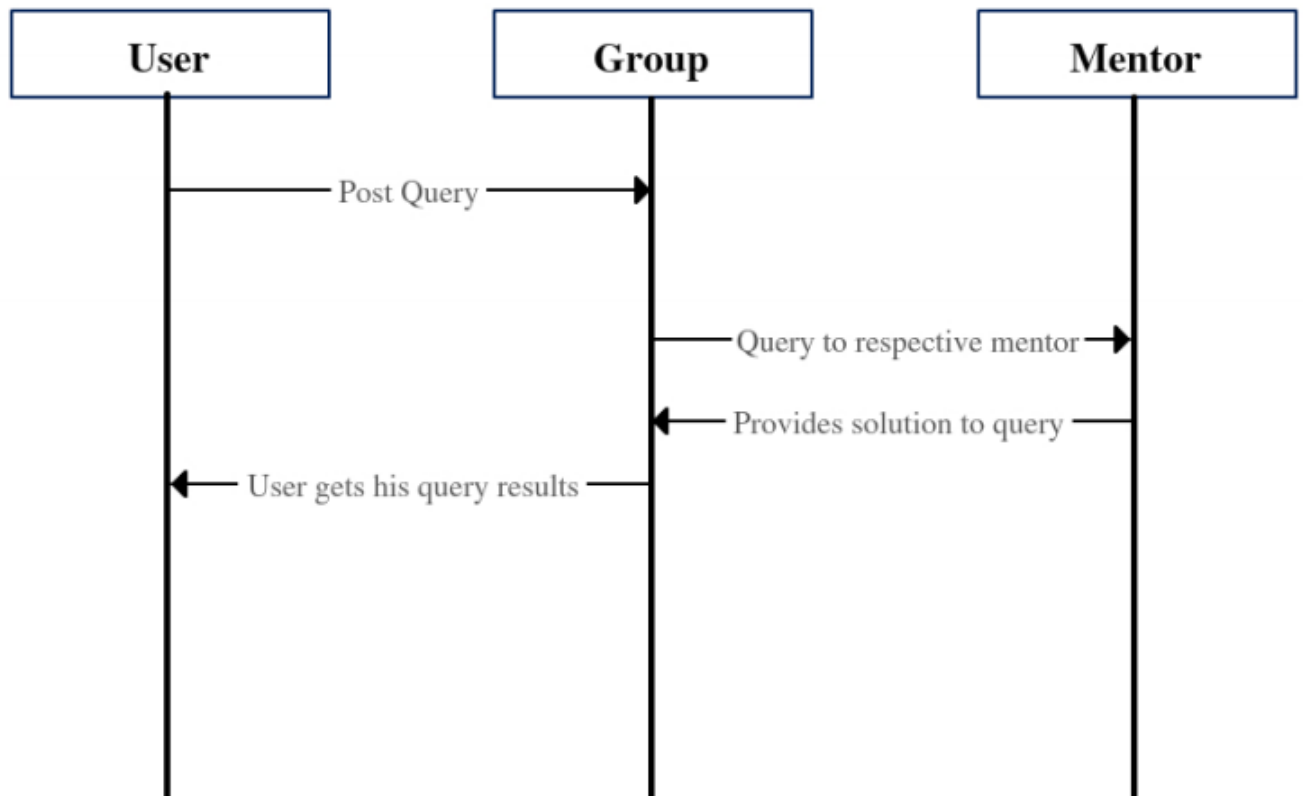 User
Group
Mentor
Post Query
Query to respective mentor
Provides solution to query
User gets his query results